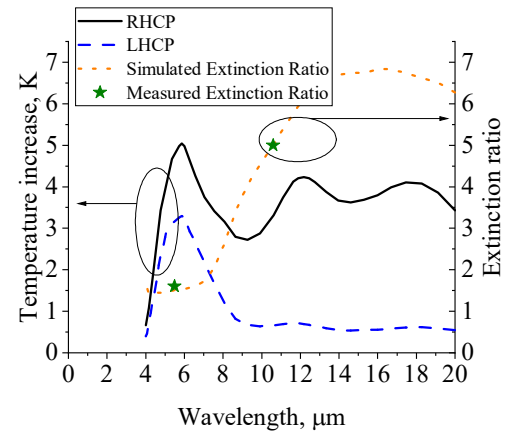 RHCP
LHCP
Simulated Extinction Ratio
Measured Extinction Ratio
Temperature increase, K
7
6
5
4
3
2
1
0
7
6
5
4
3
2
1
0
Extinction ratio
0 2 4 6 8 10 12 14 16 18 20
Wavelength, μm